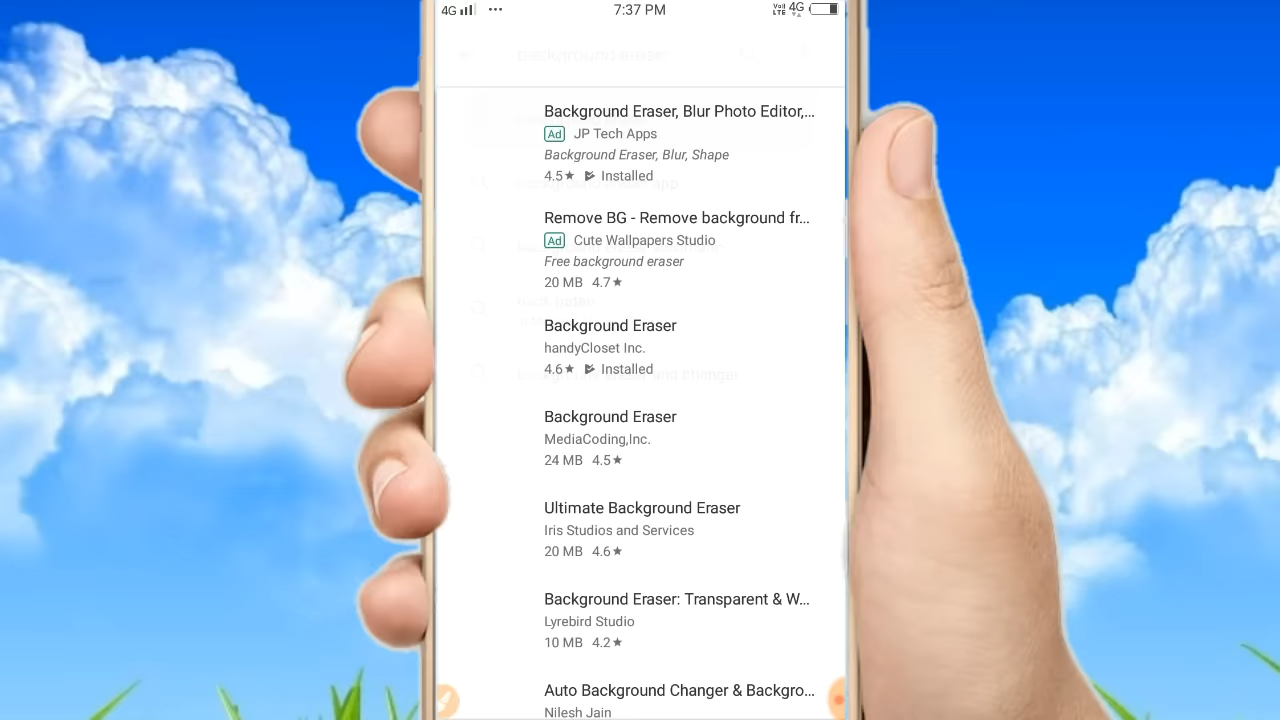 4G ... 7:37 PM VoII LTE 4G
background eraser
Background Eraser, Blur Photo Editor,...
Ad JP Tech Apps
Background Eraser, Blur, Shape
4.5★ Installed
Remove BG - Remove background fr...
Ad Cute Wallpapers Studio
Free background eraser
20 MB 4.7★
Background Eraser
handyCloset Inc.
4.6★ Installed
Background Eraser
MediaCoding,Inc.
24 MB 4.5★
Ultimate Background Eraser
Iris Studios and Services
20 MB 4.6★
Background Eraser: Transparent & W...
Lyrebird Studio
10 MB 4.2★
Auto Background Changer & Backgro...
Nilesh Jain